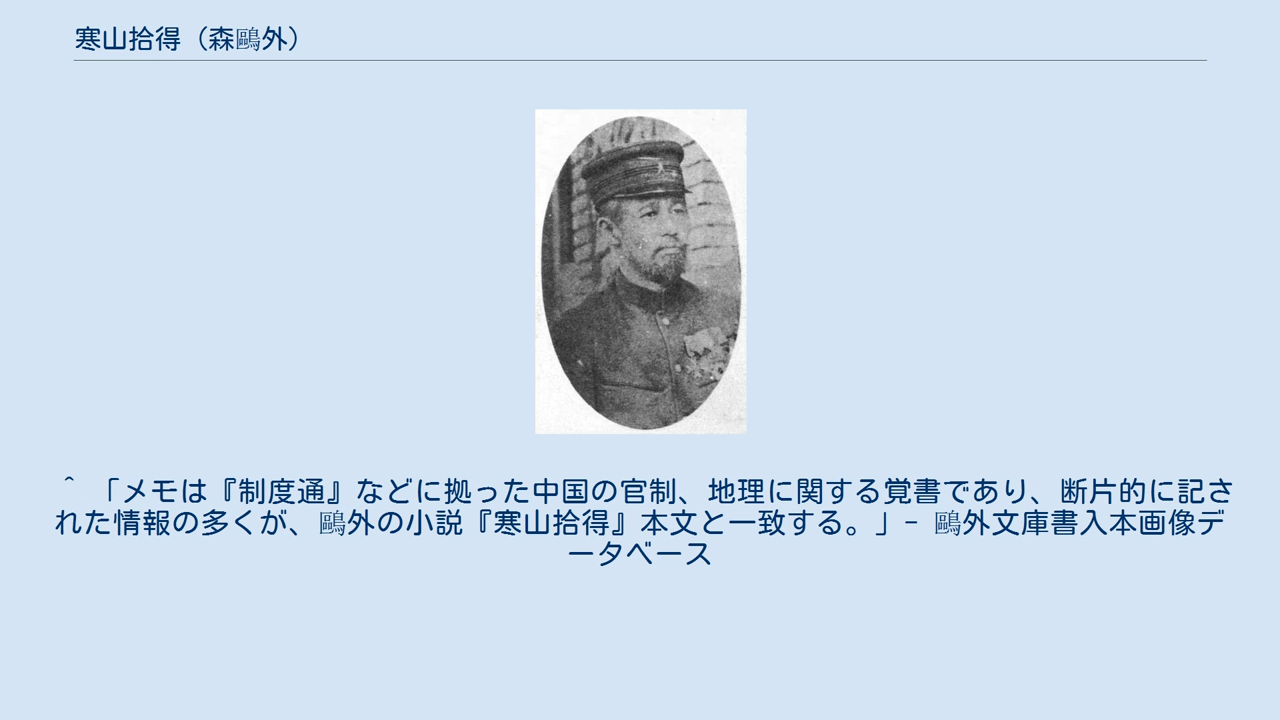 寒山拾得（森鷗外）
^ 「メモは『制度通』などに拠った中国の官制、地理に関する覚書であり、断片的に記さ
れた情報の多くが、鷗外の小説『寒山拾得』本文と一致する。」- 鷗外文庫書入本画像デ
ータベース